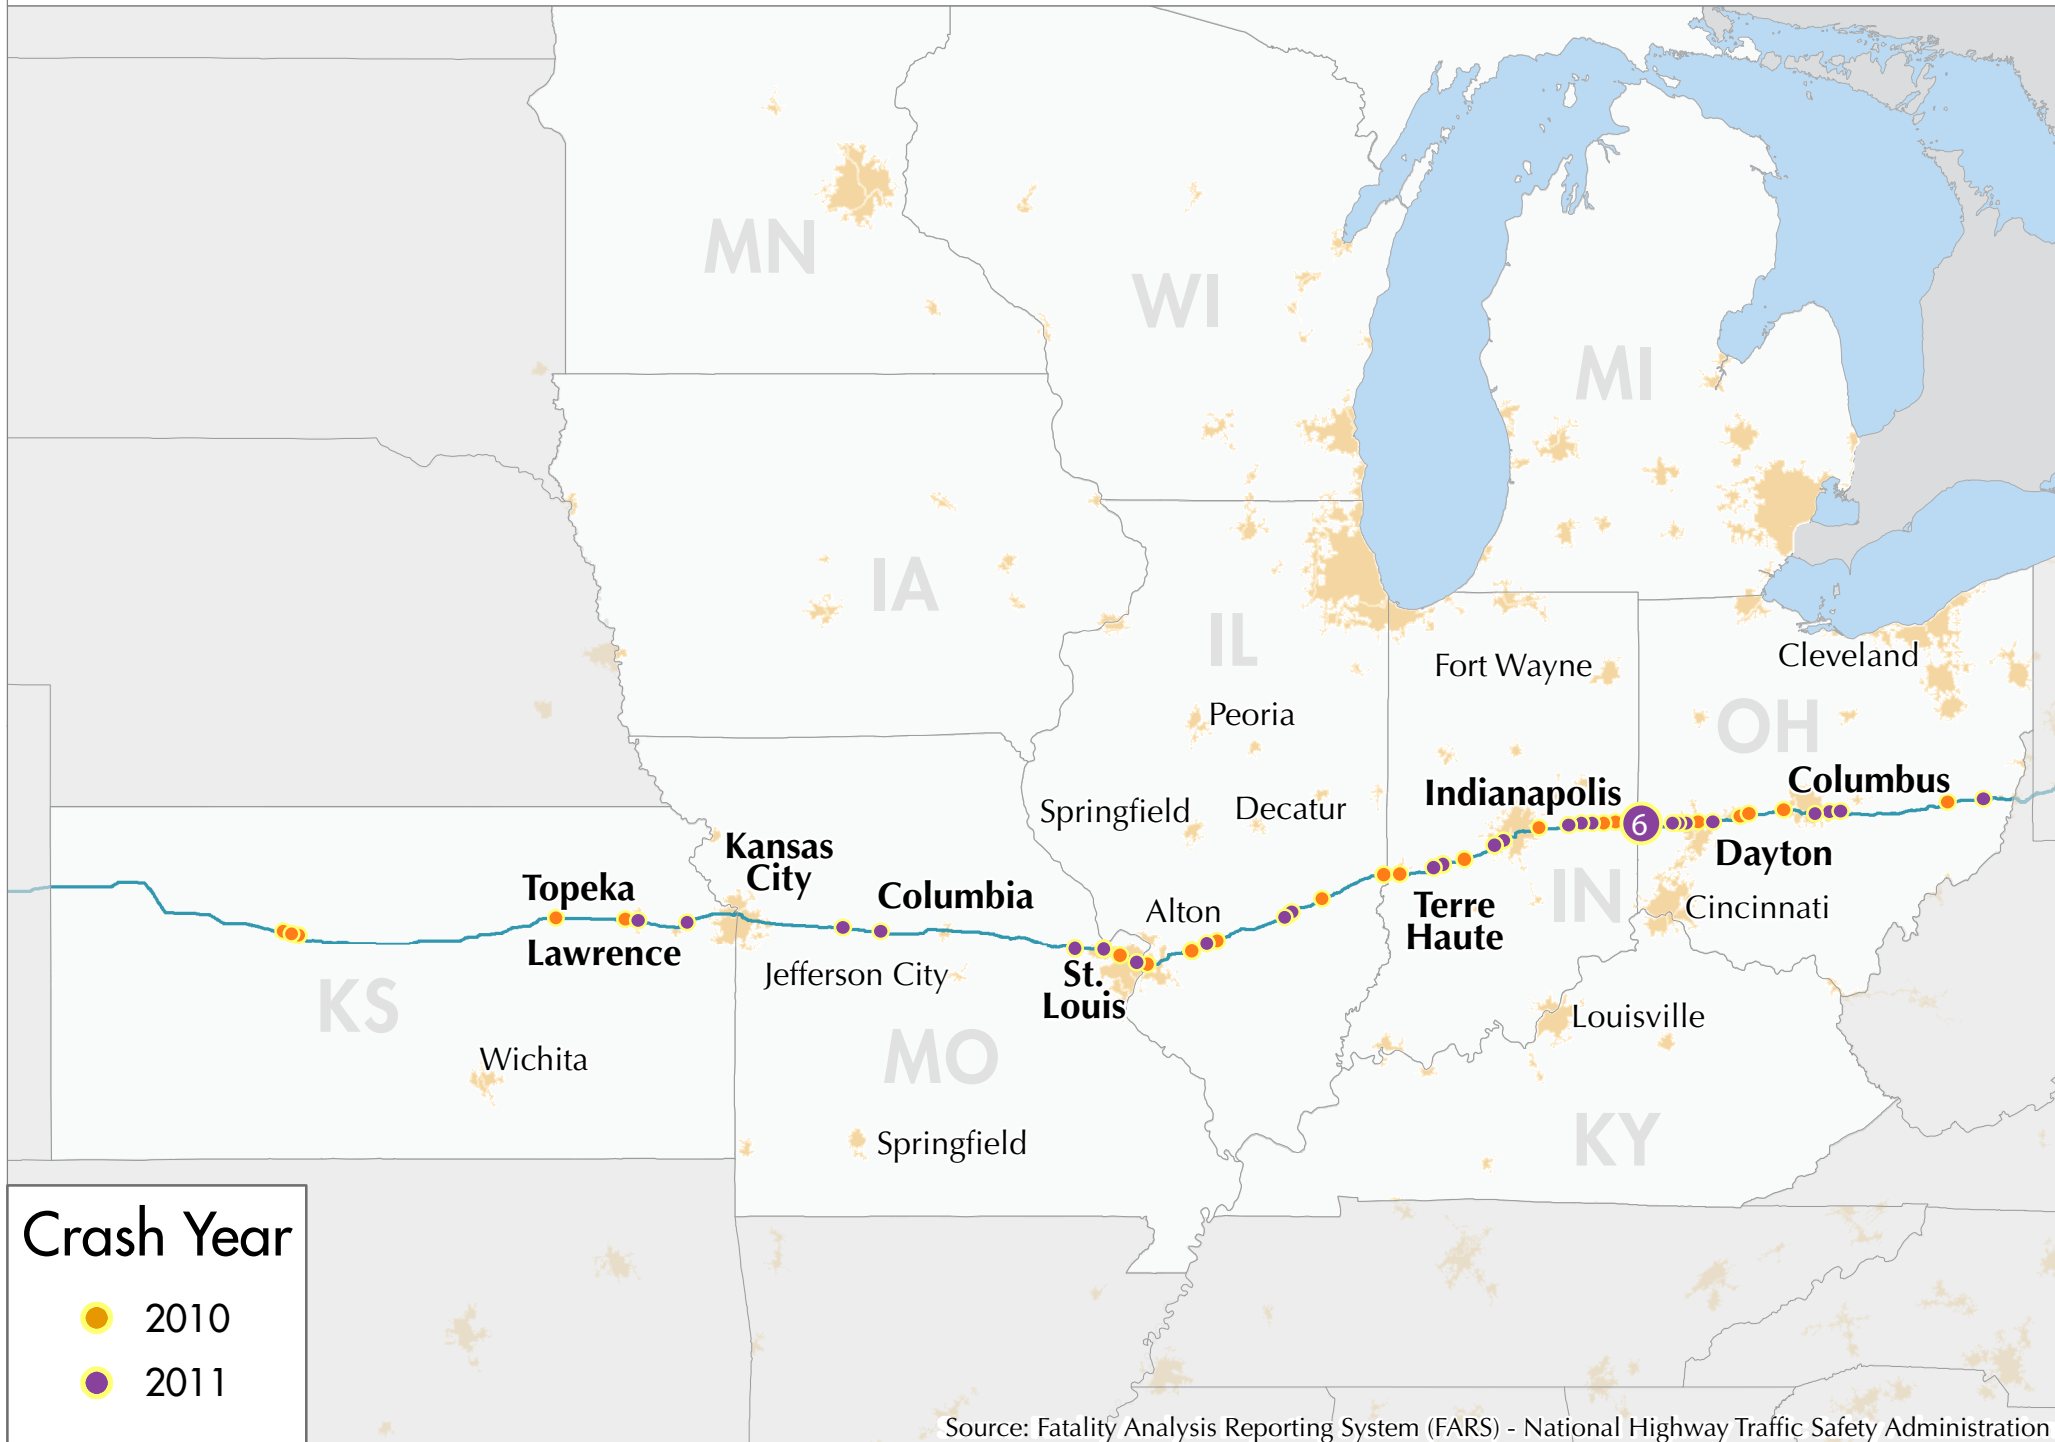 MN
WI
MI
IA
IL
Fort Wayne
Cleveland
Peoria
OH
Indianapolis
Columbus
Springfield
Decatur
6
Kansas
City
Dayton
Topeka
Columbia
Alton
Terre
Haute
IN
Cincinnati
Lawrence
Jefferson City
St.
Louis
KS
Louisville
Wichita
MO
Springfield
KY
Crash Year
2010
2011
Source: Fatality Analysis Reporting System (FARS) - National Highway Traffic Safety Administration